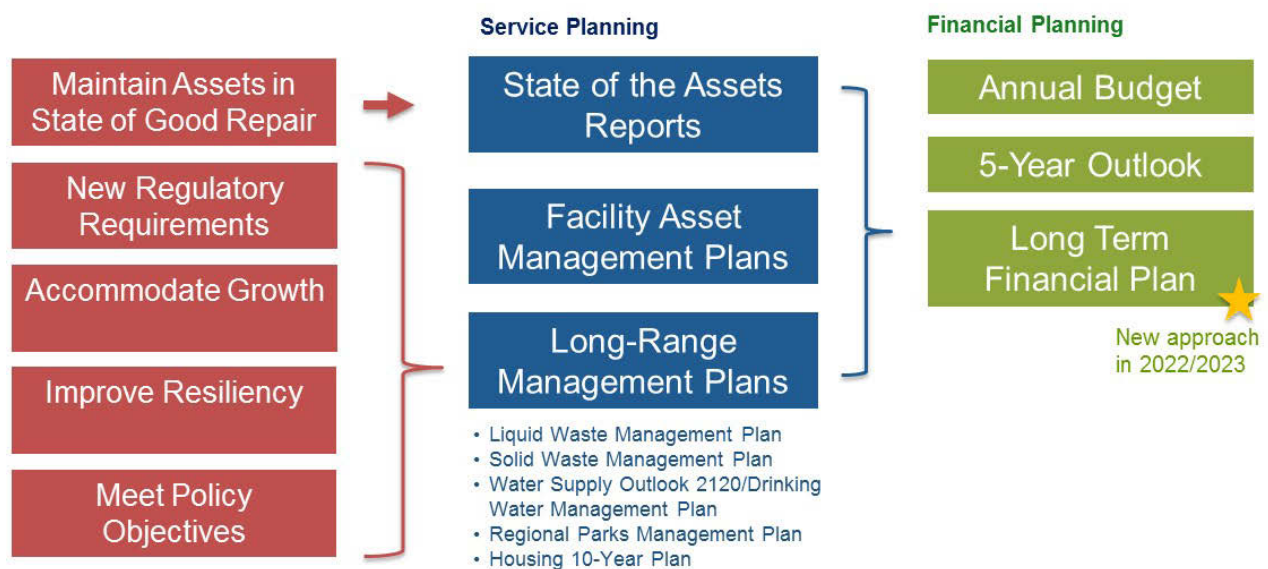 Maintain Assets in
State of Good Repair
New Regulatory
Requirements
Accommodate Growth
Improve Resiliency
Meet Policy
Objectives
Service Planning
State of the Assets
Reports
Facility Asset
Management Plans
Long-Range
Management Plans
• Liquid Waste Management Plan
• Solid Waste Management Plan
• Water Supply Outlook 2120/Drinking
Water Management Plan
• Regional Parks Management Plan
• Housing 10-Year Plan
Financial Planning
Annual Budget
5-Year Outlook
Long Term
Financial Plan
New approach
in 2022/2023